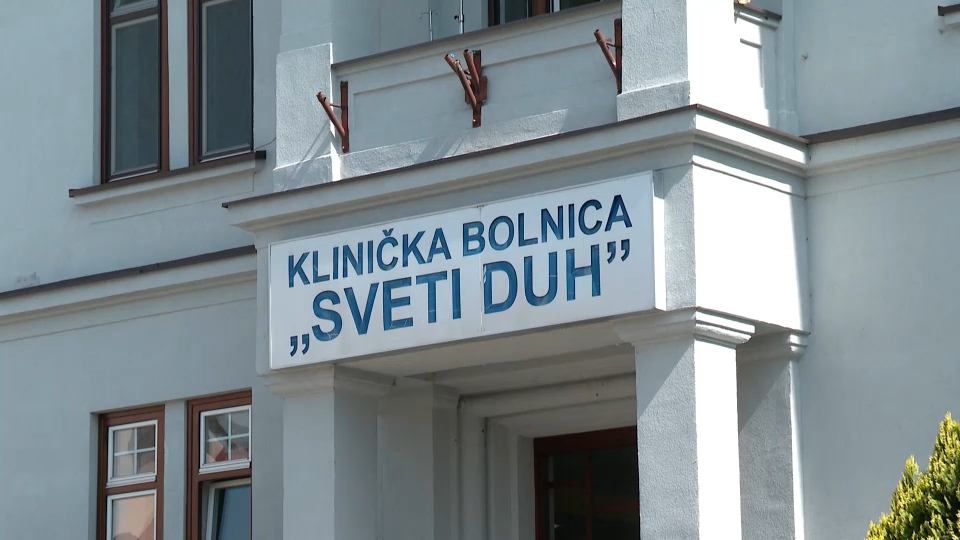 KLINIČKA BOLNICA
„SVETI DUH”